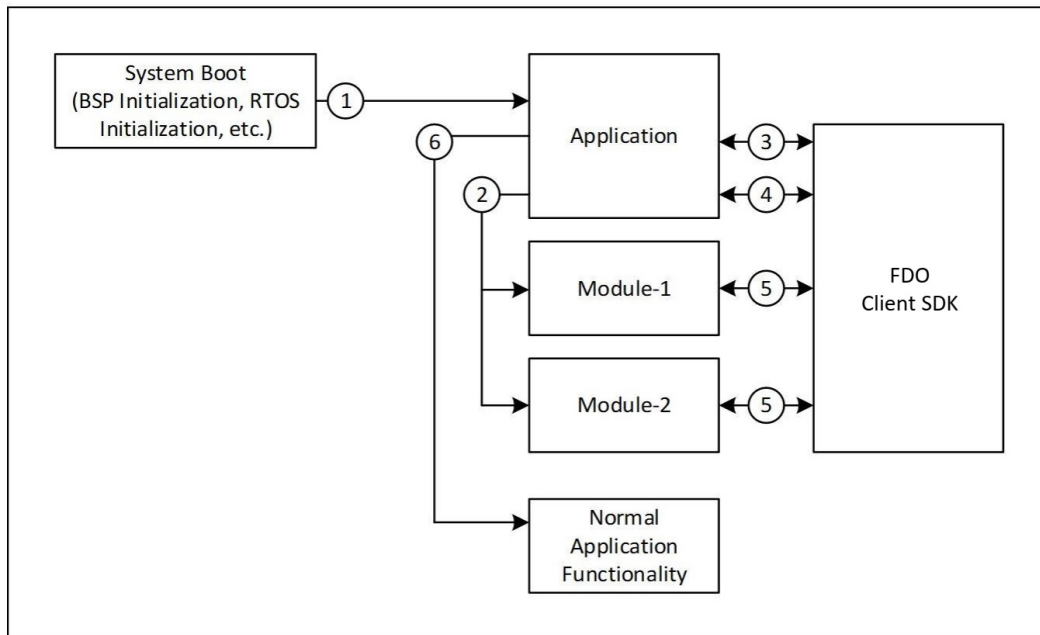 System Boot
(BSP Initialization, RTOS
Initialization, etc.)
1
Application
6
3
2
4
FDO
Client SDK
Module-1
5
Module-2
5
Normal
Application
Functionality